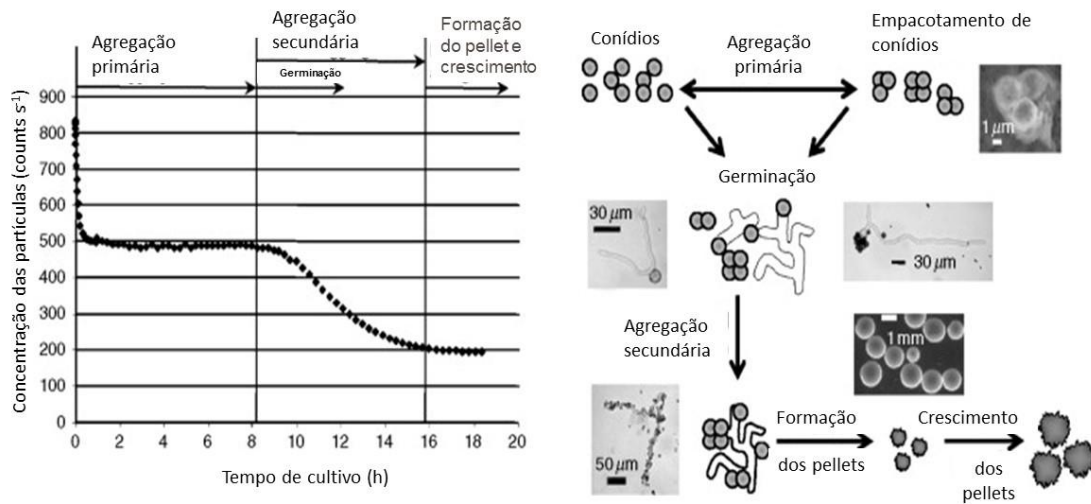 Agregação
primária
Agregação
secundária
Germinação
Formação
do pellet e
crescimento
Concentração das partículas (counts s⁻¹)
900
800
700
600
500
400
300
200
100
0
0 2 4 6 8 10 12 14 16 18 20
Tempo de cultivo (h)
Conídios
Agregação
primária
Empacotamento de
conídios
1 μm
Germinação
30 μm
30 μm
Agregação
secundária
1 mm
50 μm
Formação
dos pellets
Crescimento
dos
pellets